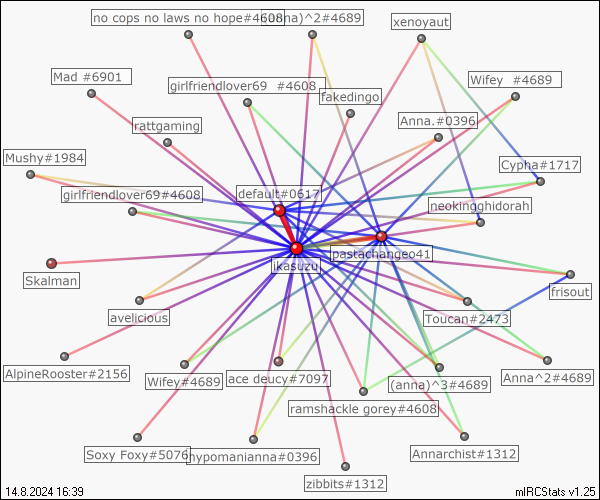 no cops no laws no hope#4608
(anna)^2#4689
xenoyaut
Mad #6901
girlfriendlover69 #4608
Wifey #4689
fakedingo
rattgaming
Anna.#0396
Mushy#1984
Cypha#1717
girlfriendlover69#4608
default#0617
neokingghidorah
pastachangeo41
ikasuzu
Skalman
frisout
avelicious
Toucan#2473
AlpineRooster#2156
Wifey#4689
ace deucy#7097
(anna)^3#4689
Anna^2#4689
ramshackle gorey#4608
Soxy Foxy#5076
hypomanianna#0396
Annarchist#1312
zibbits#1312
14.8.2024 16:39
mIRCStats v1.25